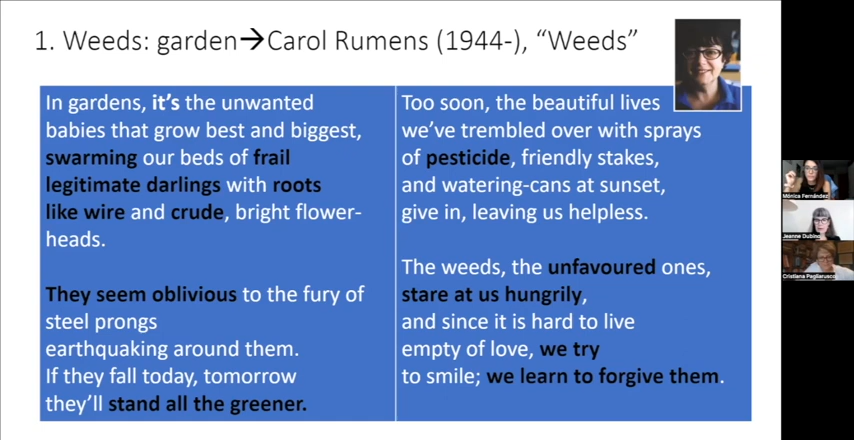 1. Weeds: garden→Carol Rumens (1944-), “Weeds”
In gardens, it’s the unwanted
babies that grow best and biggest,
swarming our beds of frail
legitimate darlings with roots
like wire and crude, bright flower-
heads.
They seem oblivious to the fury of
steel prongs
earthquaking around them.
If they fall today, tomorrow
they’ll stand all the greener.
Too soon, the beautiful lives
we’ve trembled over with sprays
of pesticide, friendly stakes,
and watering-cans at sunset,
give in, leaving us helpless.
The weeds, the unfavoured ones,
stare at us hungrily,
and since it is hard to live
empty of love, we try
to smile; we learn to forgive them.
Mónica Fernández
Jeanne Dubino
Cristiena Pagliarusco